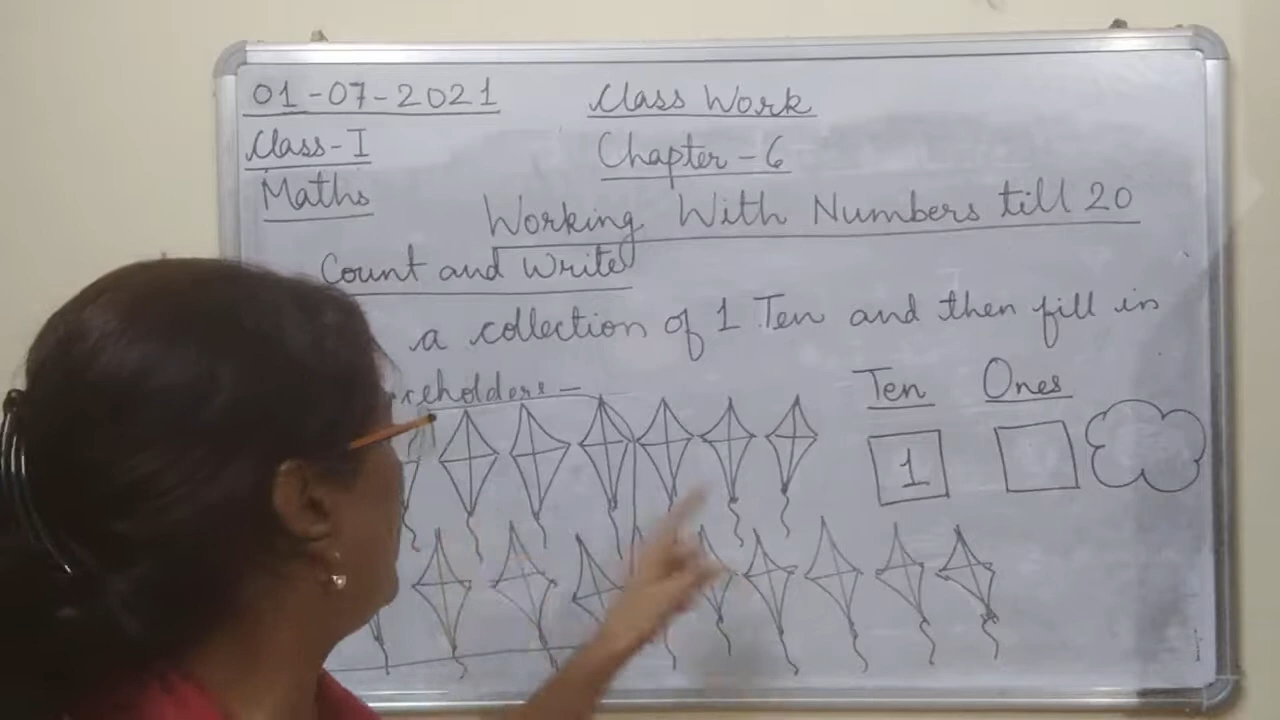 01-07-2021 Class Work
Class-I Chapter-6
Maths
Working With Numbers till 20
Count and Write
a collection of 1 Ten and then fill in
Ten Ones
1